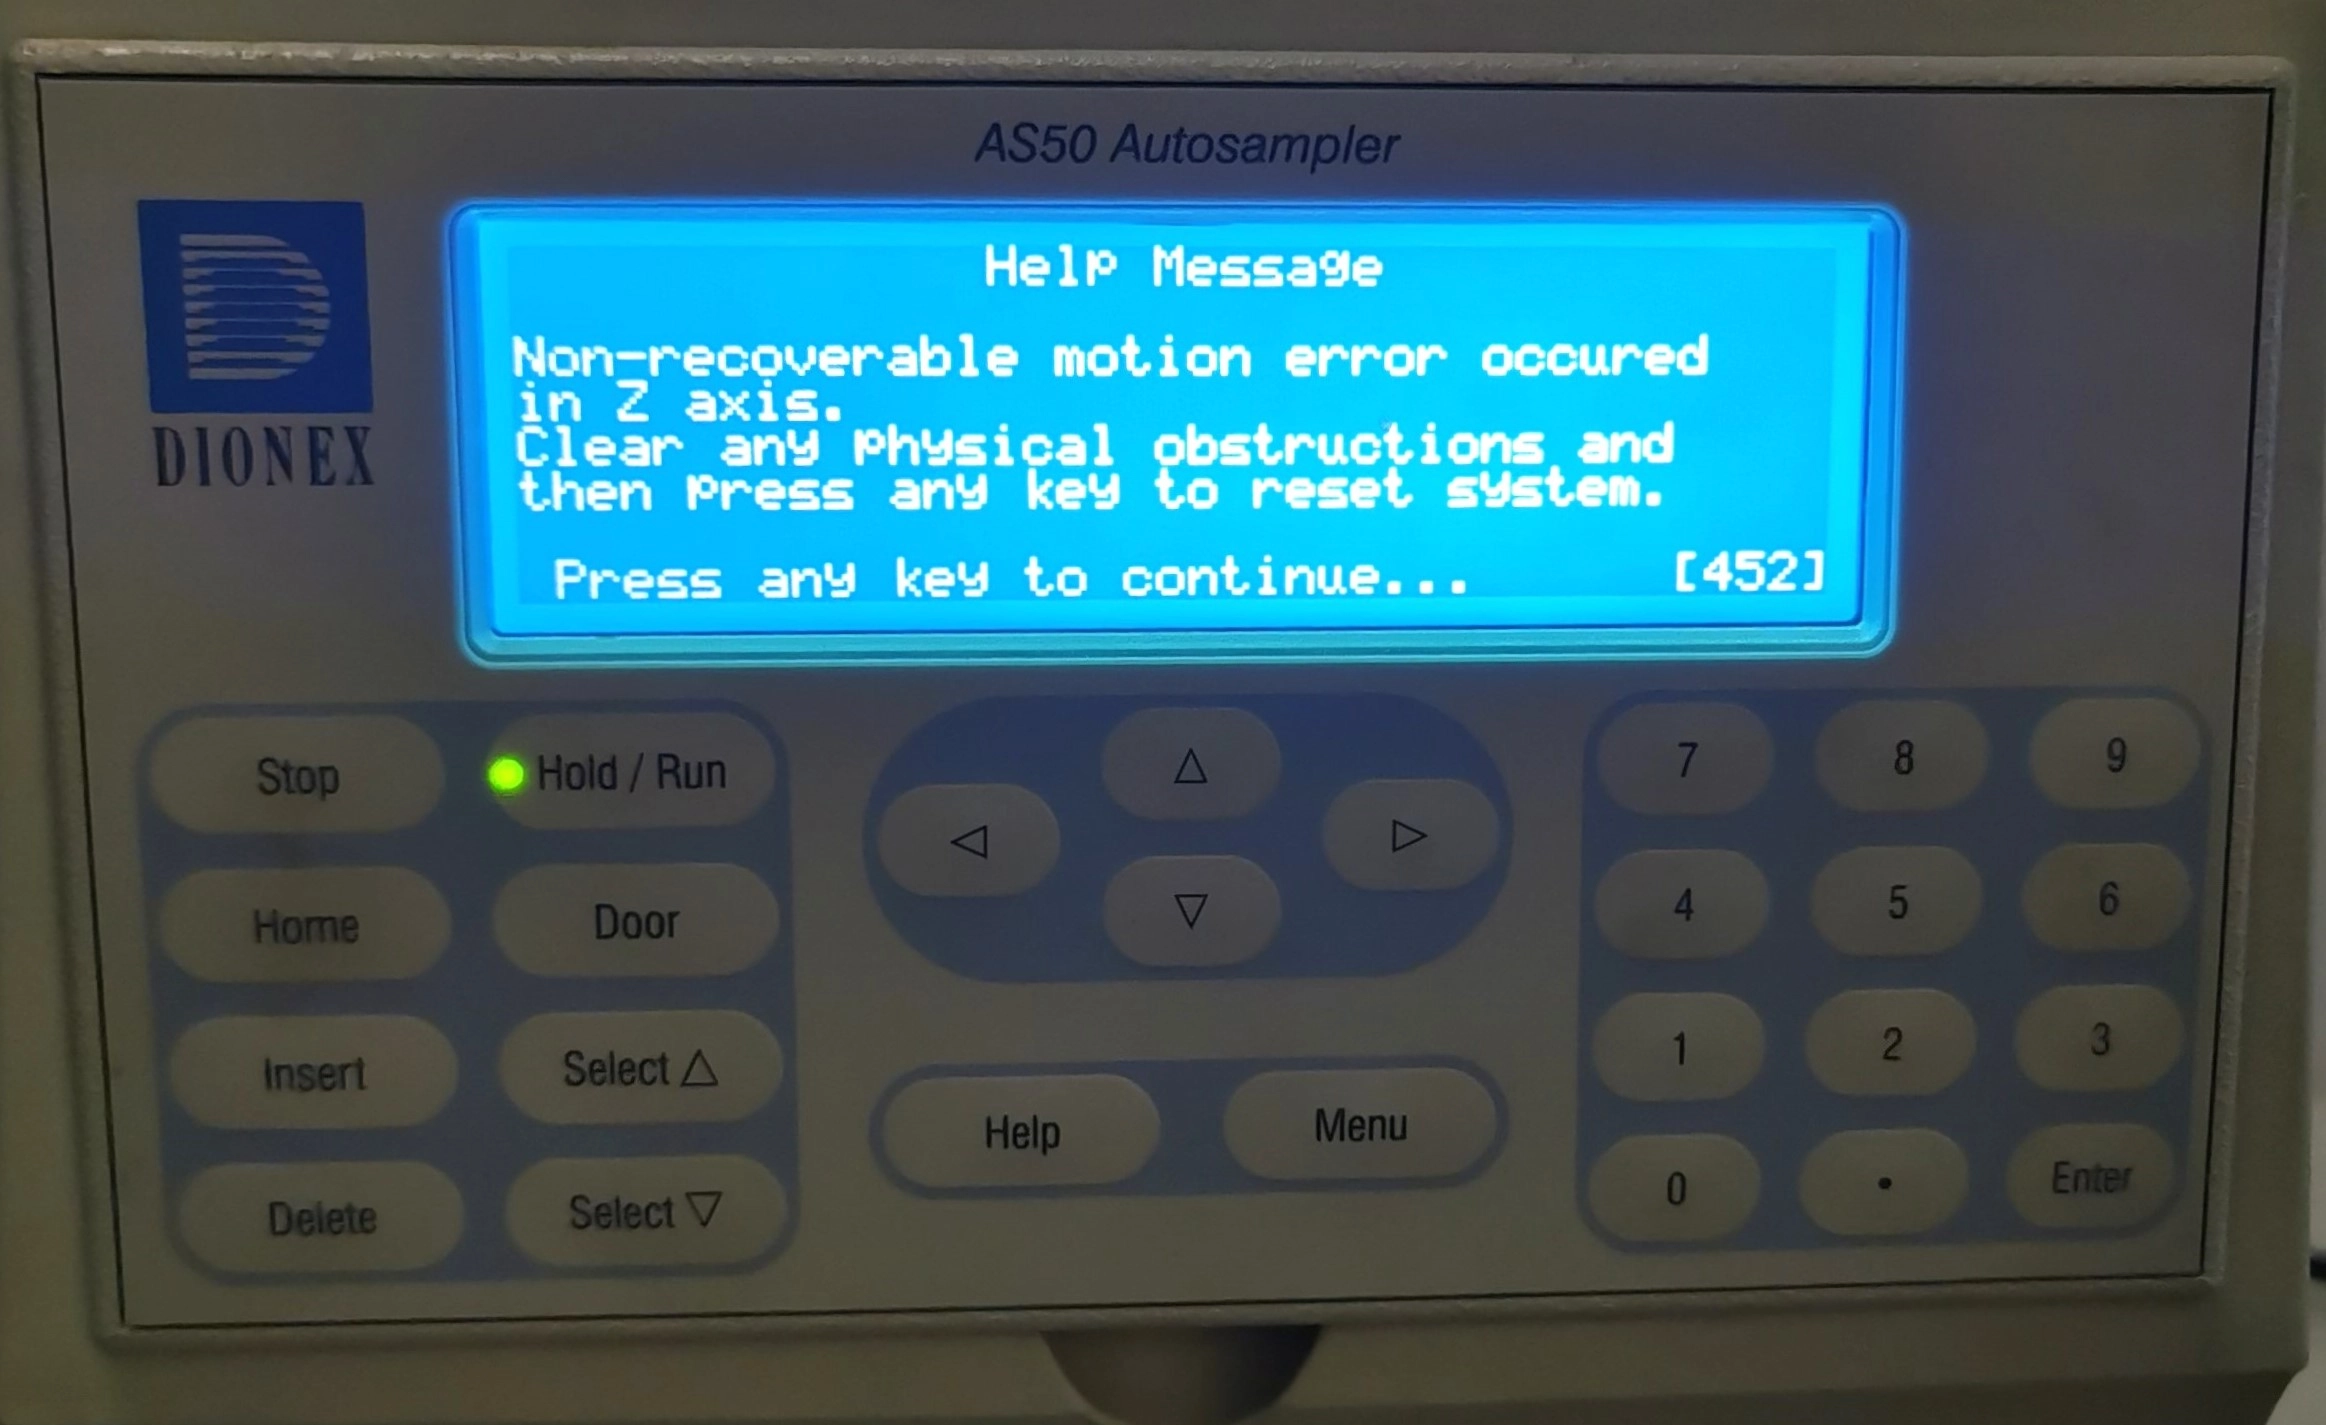 AS50 Autosampler
DIONEX
Help Message
Non-recoverable motion error occured
in Z axis.
Clear any physical obstructions and
then press any key to reset system.
Press any key to continue... [452]
Stop
Hold / Run
Home
Door
Insert
Select △
Delete
Select ▽
△
◁
▷
▽
Help
Menu
7 8 9
4 5 6
1 2 3
0 • Enter